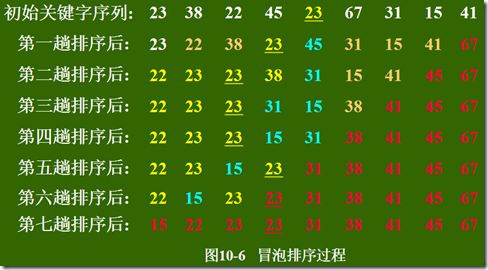 初始关键字序列: 23 38 22 45 23 67 31 15 41
第一趟排序后: 23 22 38 23 45 31 15 41 67
第二趟排序后: 22 23 23 38 31 15 41 45 67
第三趟排序后: 22 23 23 31 15 38 41 45 67
第四趟排序后: 22 23 23 15 31 38 41 45 67
第五趟排序后: 22 23 15 23 31 38 41 45 67
第六趟排序后: 22 15 23 23 31 38 41 45 67
第七趟排序后: 15 22 23 23 31 38 41 45 67
图10-6 冒泡排序过程